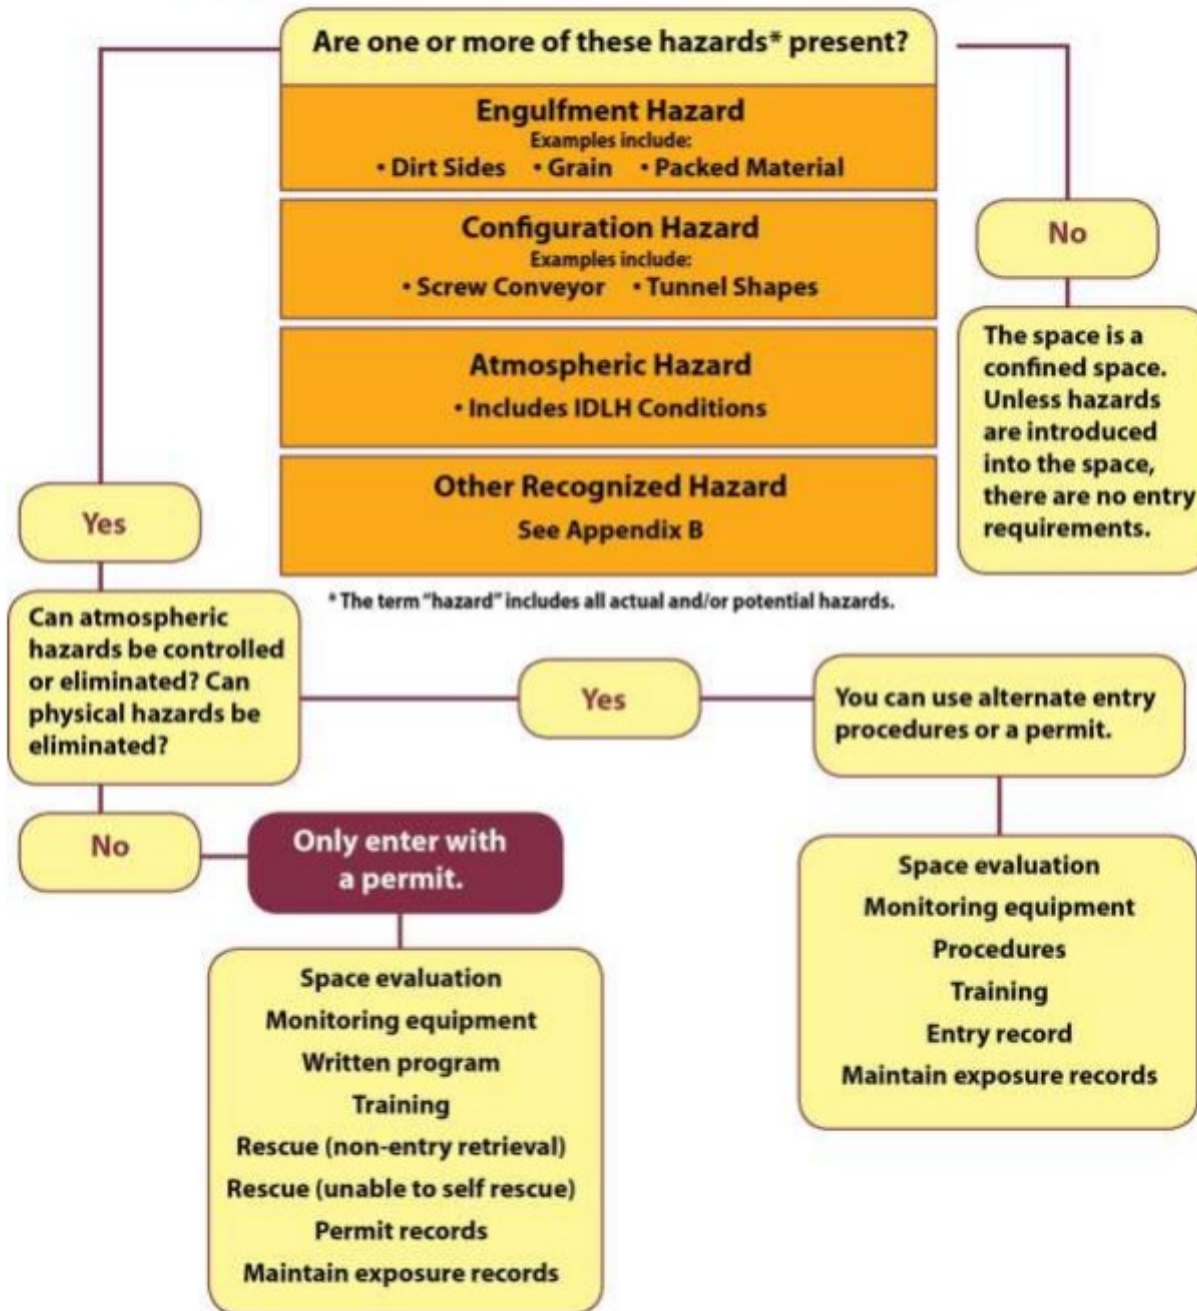 Are one or more of these hazards* present?
Engulfment Hazard
Examples include:
• Dirt Sides • Grain • Packed Material
Configuration Hazard
Examples include:
• Screw Conveyor • Tunnel Shapes
Atmospheric Hazard
• Includes IDLH Conditions
Other Recognized Hazard
See Appendix B
* The term "hazard" includes all actual and/or potential hazards.
No
The space is a
confined space.
Unless hazards
are introduced
into the space,
there are no entry
requirements.
Yes
Can atmospheric
hazards be controlled
or eliminated? Can
physical hazards be
eliminated?
Yes
You can use alternate entry
procedures or a permit.
Space evaluation
Monitoring equipment
Procedures
Training
Entry record
Maintain exposure records
No
Only enter with
a permit.
Space evaluation
Monitoring equipment
Written program
Training
Rescue (non-entry retrieval)
Rescue (unable to self rescue)
Permit records
Maintain exposure records